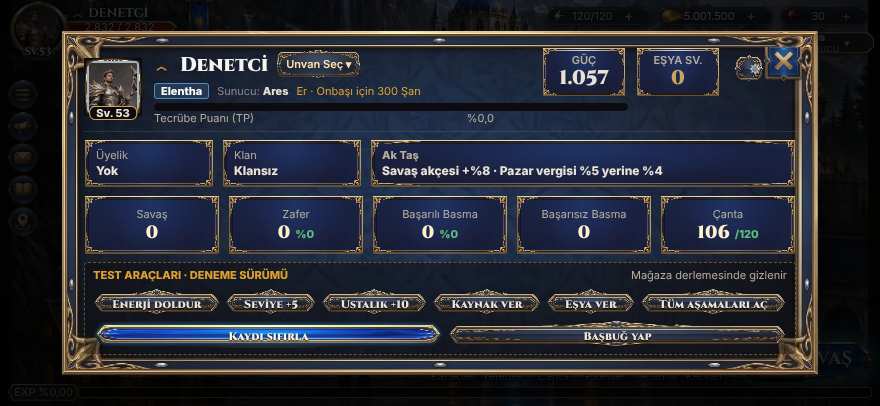 DENETCİ
2.832 / 2.832
Sv.53
120/120 +
5.001.500 +
30 +
DENETCİ
Unvan Seç ▾
GÜÇ
1.057
EŞYA SV.
0
Elentha
Sunucu: Ares
Er · Onbaşı için 300 Şan
Sv. 53
Tecrübe Puanı (TP)
%0,0
Üyelik
Yok
Klan
Klansız
Ak Taş
Savaş akçesi +%8 · Pazar vergisi %5 yerine %4
Savaş
0
Zafer
0 %0
Başarılı Basma
0 %0
Başarısız Basma
0
Çanta
106 /120
TEST ARAÇLARI · DENEME SÜRÜMÜ
Mağaza derlemesinde gizlenir
ENERJİ DOLDUR
SEVİYE +5
USTALIK +10
KAYNAK VER
EŞYA VER
TÜM AŞAMALARI AÇ
KAYDI SIFIRLA
BAŞBUĞ YAP
EXP %0,00